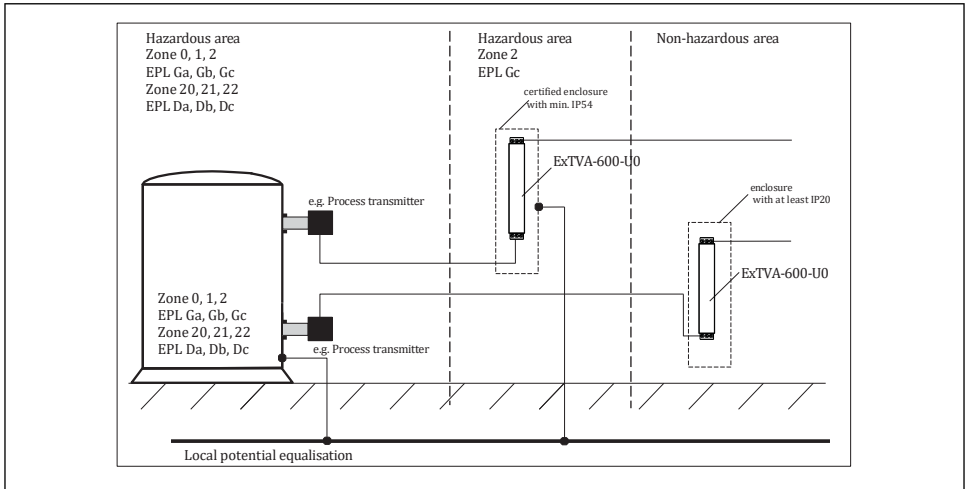 Hazardous area
Zone 0, 1, 2
EPL Ga, Gb, Gc
Zone 20, 21, 22
EPL Da, Db, Dc
Hazardous area
Zone 2
EPL Gc
Non-hazardous area
certified enclosure
with min. IP54
ExTVA-600-U0
enclosure
with at least IP20
ExTVA-600-U0
e.g. Process transmitter
Zone 0, 1, 2
EPL Ga, Gb, Gc
Zone 20, 21, 22
EPL Da, Db, Dc
e.g. Process transmitter
Local potential equalisation